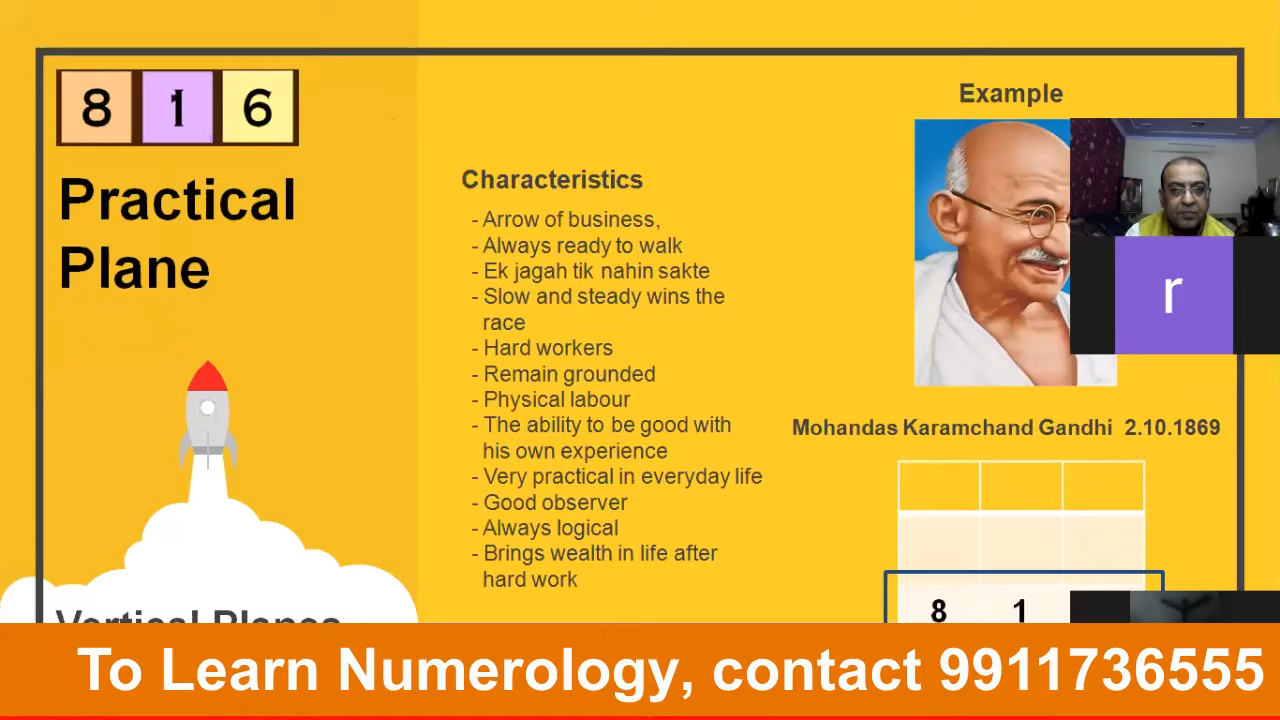 8 1 6
Practical
Plane
Characteristics
- Arrow of business,
- Always ready to walk
- Ek jagah tik nahin sakte
- Slow and steady wins the
race
- Hard workers
- Remain grounded
- Physical labour
- The ability to be good with
his own experience
- Very practical in everyday life
- Good observer
- Always logical
- Brings wealth in life after
hard work
Example
r
Mohandas Karamchand Gandhi 2.10.1869
8 1
Vertical Planes
To Learn Numerology, contact 9911736555